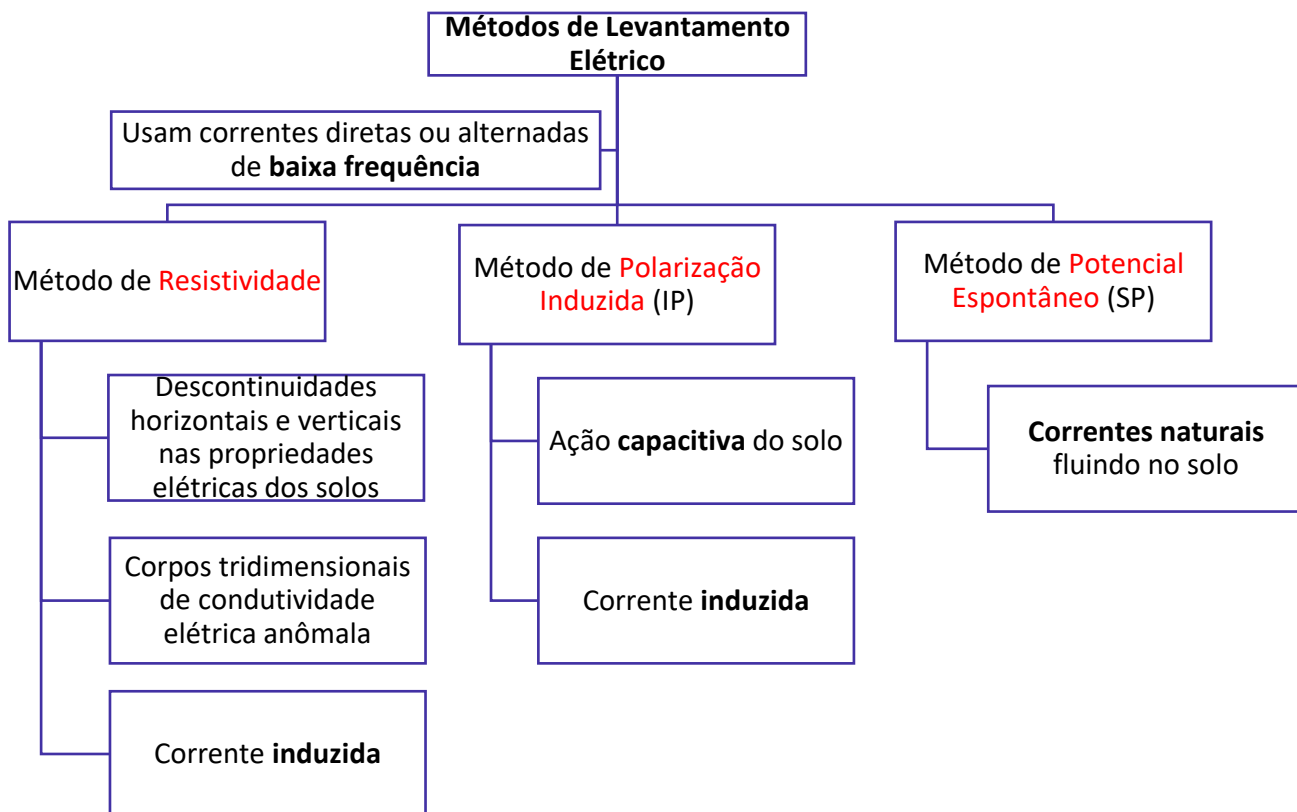 Métodos de Levantamento
Elétrico
Usam correntes diretas ou alternadas
de baixa frequência
Método de Resistividade
Descontinuidades
horizontais e verticais
nas propriedades
elétricas dos solos
Corpos tridimensionais
de condutividade
elétrica anômala
Corrente induzida
Método de Polarização
Induzida (IP)
Ação capacitiva do solo
Corrente induzida
Método de Potencial
Espontâneo (SP)
Correntes naturais
fluindo no solo